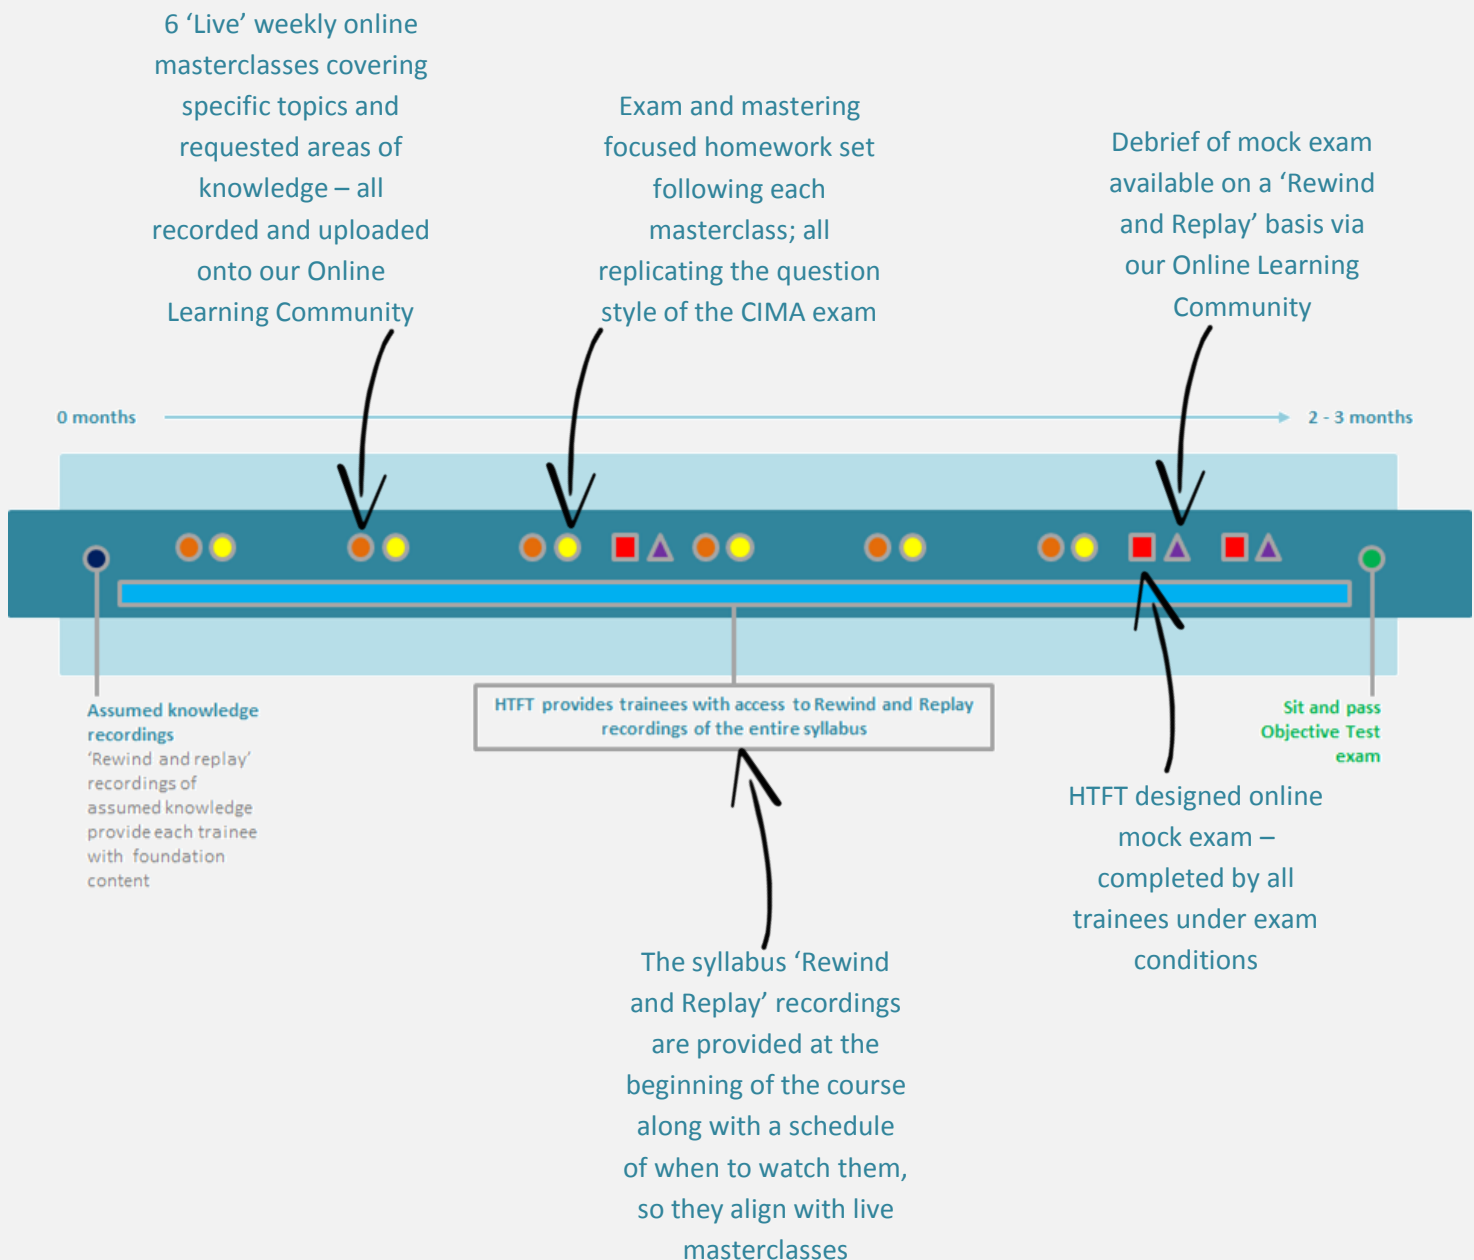 6 ‘Live’ weekly online
masterclasses covering
specific topics and
requested areas of
knowledge – all
recorded and uploaded
onto our Online
Learning Community
Exam and mastering
focused homework set
following each
masterclass; all
replicating the question
style of the CIMA exam
Debrief of mock exam
available on a ‘Rewind
and Replay’ basis via
our Online Learning
Community
0 months
2 - 3 months
Assumed knowledge
recordings
‘Rewind and replay’
recordings of
assumed knowledge
provide each trainee
with foundation
content
HTFT provides trainees with access to Rewind and Replay
recordings of the entire syllabus
Sit and pass
Objective Test
exam
HTFT designed online
mock exam –
completed by all
trainees under exam
conditions
The syllabus ‘Rewind
and Replay’ recordings
are provided at the
beginning of the course
along with a schedule
of when to watch them,
so they align with live
masterclasses